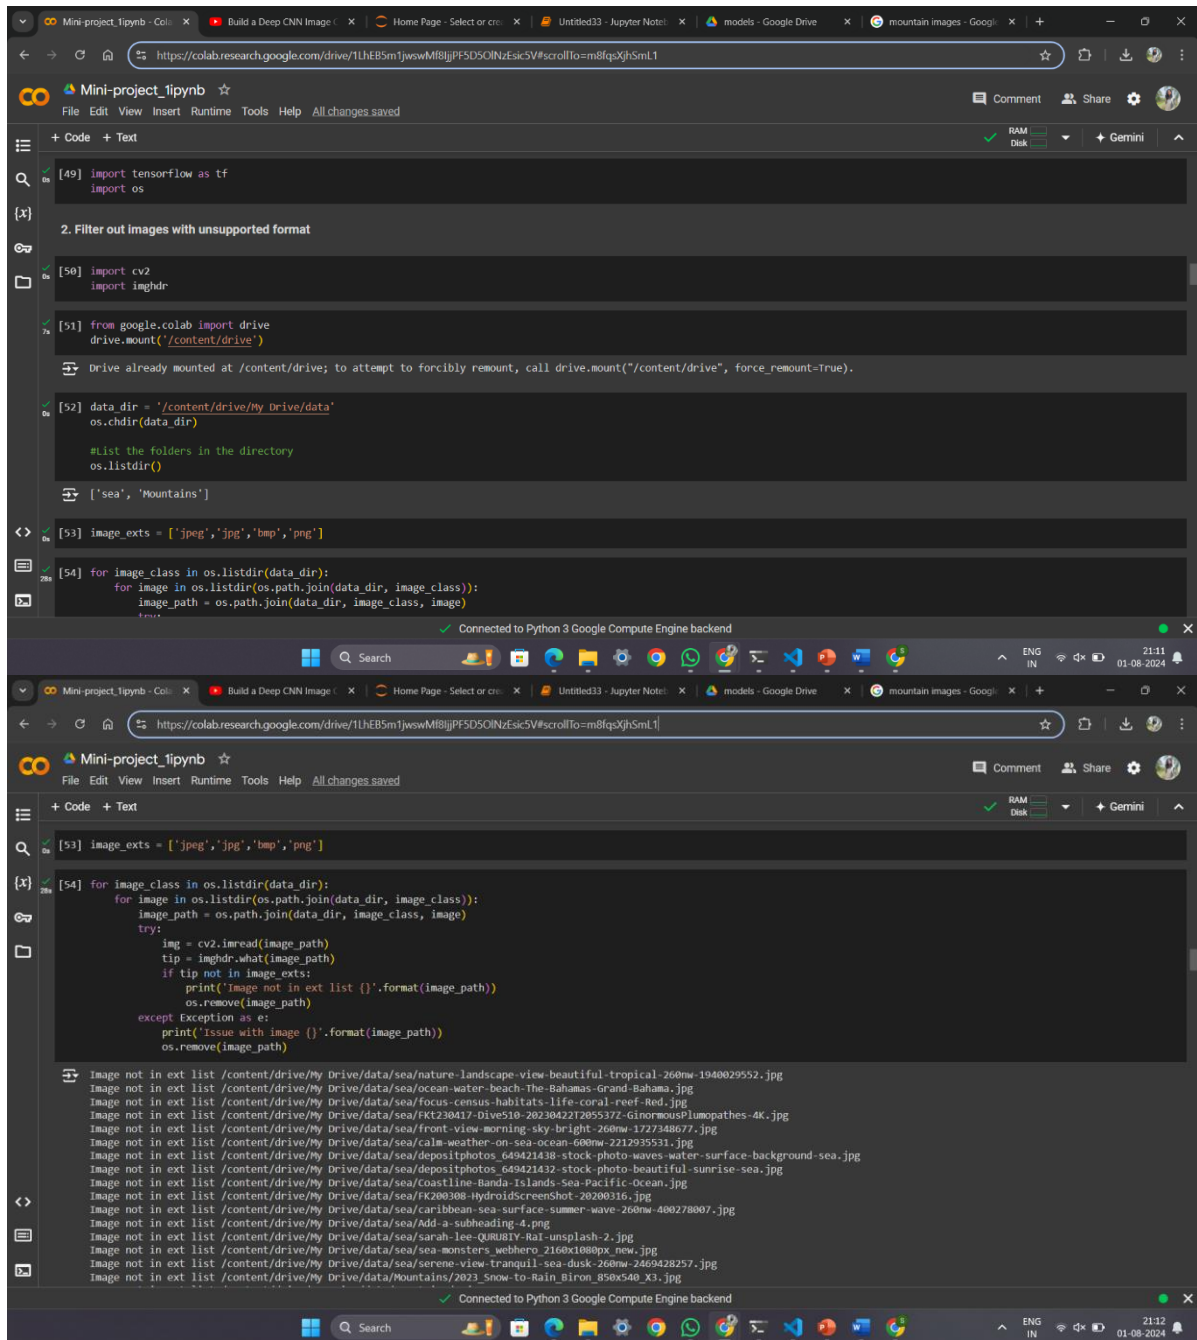 Mini-project_1ipynb - Cola
Build a Deep CNN Image C
Home Page - Select or crea
Untitled33 - Jupyter Noteb
models - Google Drive
mountain images - Google
https://colab.research.google.com/drive/1LhEB5m1jwswMf8IjjPF5D5OlNzEsic5V#scrollTo=m8fqsXjhSmL1
Mini-project_1ipynb
Comment Share
File Edit View Insert Runtime Tools Help All changes saved
+ Code + Text
RAM
Disk
Gemini
[49] import tensorflow as tf
import os
0s
2. Filter out images with unsupported format
[50] import cv2
import imghdr
0s
[51] from google.colab import drive
drive.mount('/content/drive')
7s
Drive already mounted at /content/drive; to attempt to forcibly remount, call drive.mount("/content/drive", force_remount=True).
[52] data_dir = '/content/drive/My Drive/data'
os.chdir(data_dir)
0s
#List the folders in the directory
os.listdir()
['sea', 'Mountains']
[53] image_exts = ['jpeg','jpg','bmp','png']
0s
[54] for image_class in os.listdir(data_dir):
for image in os.listdir(os.path.join(data_dir, image_class)):
image_path = os.path.join(data_dir, image_class, image)
try:
28s
Connected to Python 3 Google Compute Engine backend
Search
ENG
IN
21:11
01-08-2024
Mini-project_1ipynb - Cola
Build a Deep CNN Image C
Home Page - Select or crea
Untitled33 - Jupyter Noteb
models - Google Drive
mountain images - Google
https://colab.research.google.com/drive/1LhEB5m1jwswMf8IjjPF5D5OlNzEsic5V#scrollTo=m8fqsXjhSmL1
Mini-project_1ipynb
Comment Share
File Edit View Insert Runtime Tools Help All changes saved
+ Code + Text
RAM
Disk
Gemini
[53] image_exts = ['jpeg','jpg','bmp','png']
0s
[54] for image_class in os.listdir(data_dir):
for image in os.listdir(os.path.join(data_dir, image_class)):
image_path = os.path.join(data_dir, image_class, image)
try:
img = cv2.imread(image_path)
tip = imghdr.what(image_path)
if tip not in image_exts:
print('Image not in ext list {}'.format(image_path))
os.remove(image_path)
except Exception as e:
print('Issue with image {}'.format(image_path))
os.remove(image_path)
28s
Image not in ext list /content/drive/My Drive/data/sea/nature-landscape-view-beautiful-tropical-260nw-1940029552.jpg
Image not in ext list /content/drive/My Drive/data/sea/ocean-water-beach-The-Bahamas-Grand-Bahama.jpg
Image not in ext list /content/drive/My Drive/data/sea/focus-census-habitats-life-coral-reef-Red.jpg
Image not in ext list /content/drive/My Drive/data/sea/FKt230417-Dive510-20230422T205537Z-GinormousPlumopathes-4K.jpg
Image not in ext list /content/drive/My Drive/data/sea/front-view-morning-sky-bright-260nw-1727348677.jpg
Image not in ext list /content/drive/My Drive/data/sea/calm-weather-on-sea-ocean-600nw-2212935531.jpg
Image not in ext list /content/drive/My Drive/data/sea/depositphotos_649421438-stock-photo-waves-water-surface-background-sea.jpg
Image not in ext list /content/drive/My Drive/data/sea/depositphotos_649421432-stock-photo-beautiful-sunrise-sea.jpg
Image not in ext list /content/drive/My Drive/data/sea/Coastline-Banda-Islands-Sea-Pacific-Ocean.jpg
Image not in ext list /content/drive/My Drive/data/sea/FK200308-HydroidScreenShot-20200316.jpg
Image not in ext list /content/drive/My Drive/data/sea/caribbean-sea-surface-summer-wave-260nw-400278007.jpg
Image not in ext list /content/drive/My Drive/data/sea/Add-a-subheading-4.png
Image not in ext list /content/drive/My Drive/data/sea/sarah-lee-QURU8IY-RaI-unsplash-2.jpg
Image not in ext list /content/drive/My Drive/data/sea/sea-monsters_webhero_2160x1080px_new.jpg
Image not in ext list /content/drive/My Drive/data/sea/serene-view-tranquil-sea-dusk-260nw-2469428257.jpg
Image not in ext list /content/drive/My Drive/data/Mountains/2023_Snow-to-Rain_Biron_850x540_X3.jpg
Connected to Python 3 Google Compute Engine backend
Search
ENG
IN
21:12
01-08-2024